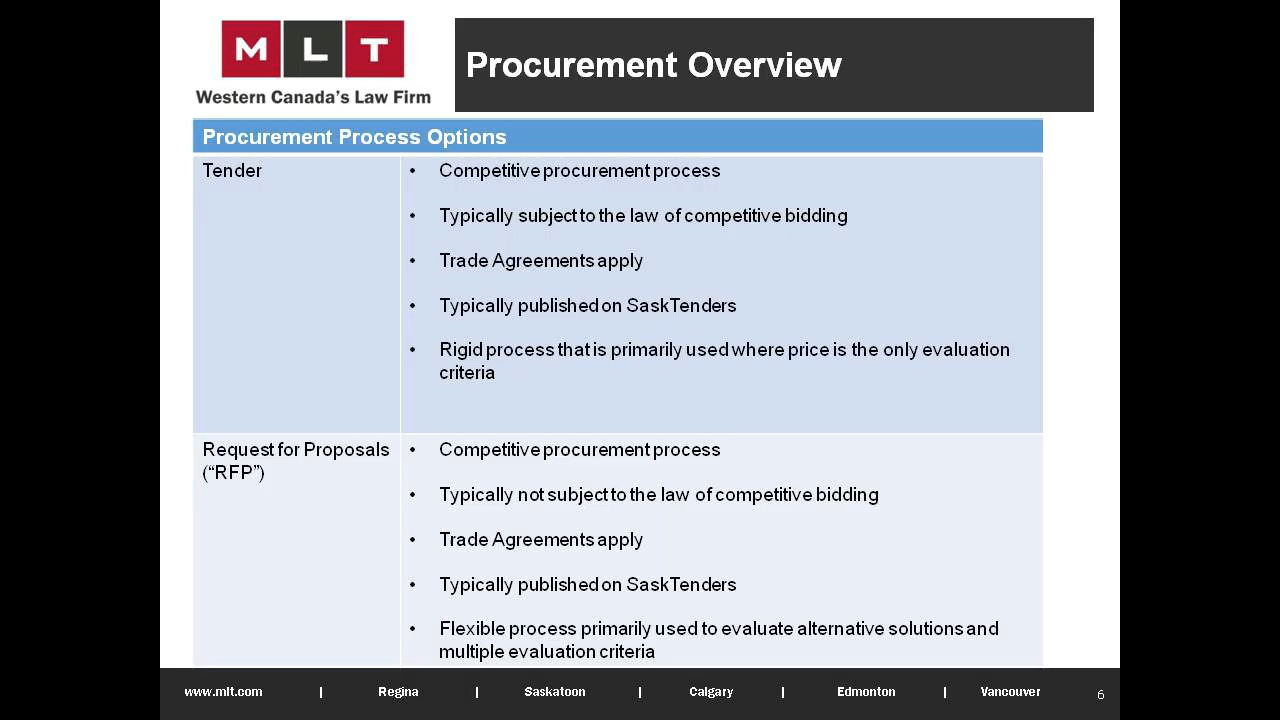 M L T
Western Canada's Law Firm
Procurement Overview
Procurement Process Options
Tender
• Competitive procurement process
• Typically subject to the law of competitive bidding
• Trade Agreements apply
• Typically published on SaskTenders
• Rigid process that is primarily used where price is the only evaluation
criteria
Request for Proposals
(“RFP”)
• Competitive procurement process
• Typically not subject to the law of competitive bidding
• Trade Agreements apply
• Typically published on SaskTenders
• Flexible process primarily used to evaluate alternative solutions and
multiple evaluation criteria
www.mlt.com | Regina | Saskatoon | Calgary | Edmonton | Vancouver 6